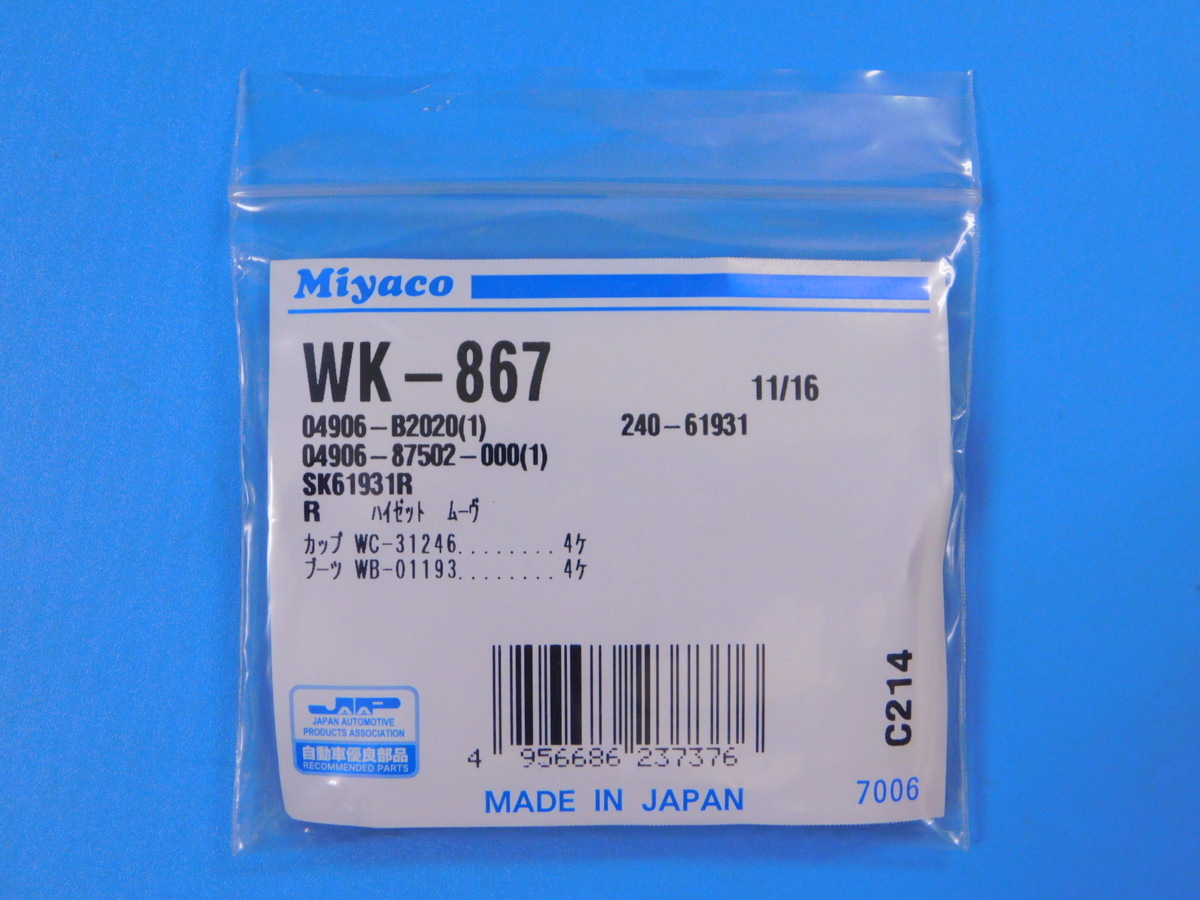 Miyaco
WK-867
11/16
04906-B2020(1) 240-61931
04906-87502-000(1)
SK61931R
R ﾊｲｾﾞｯﾄ ﾑｰｳﾞ
カップ WC-31246........4ケ
ブーツ WB-01193........4ケ
C214
JAAP
JAPAN AUTOMOTIVE
PRODUCTS ASSOCIATION
自動車優良部品
RECOMMENDED PARTS
4 956686 237376
MADE IN JAPAN
7006